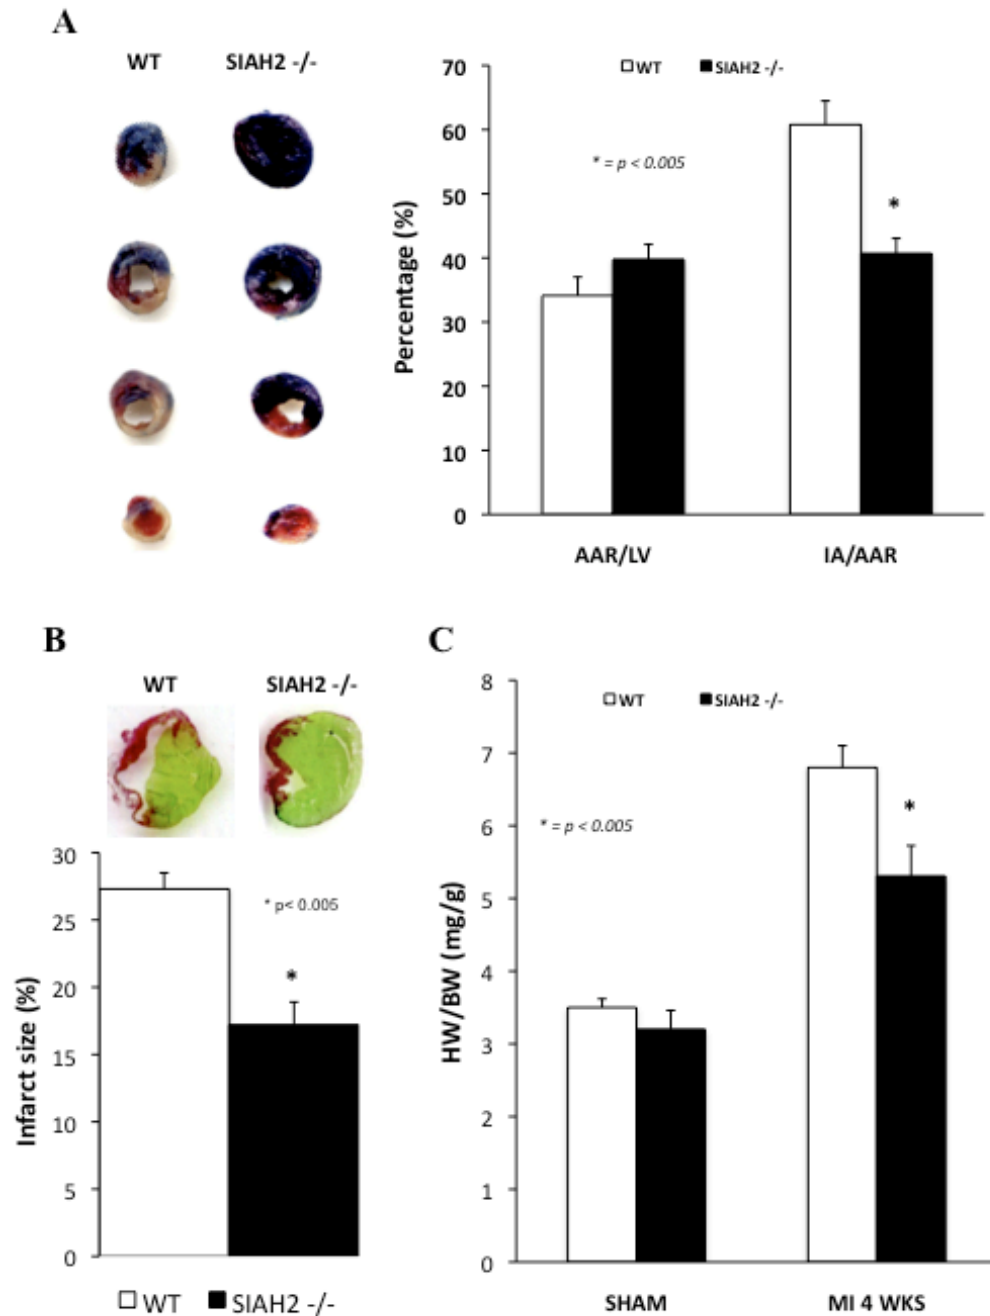 A
WT SIAH2 -/-
70
60
50
40
30
20
10
0
Percentage (%)
WT SIAH2 -/-
* = p < 0.005
*
AAR/LV IA/AAR
B
WT SIAH2 -/-
30
25
20
15
10
5
0
Infarct size (%)
* p< 0.005
*
WT SIAH2 -/-
C
8
7
6
5
4
3
2
1
0
HW/BW (mg/g)
WT SIAH2 -/-
* = p < 0.005
*
SHAM MI 4 WKS